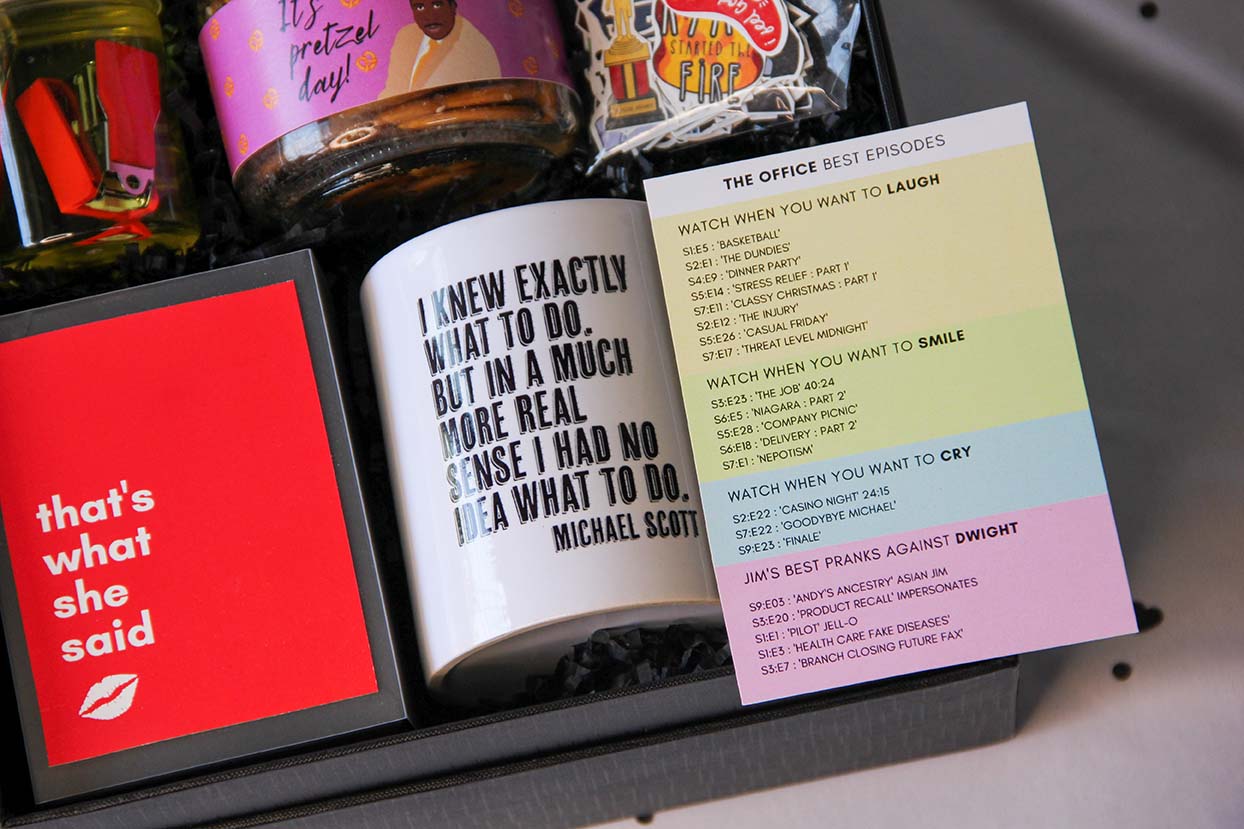 It's
pretzel
day!
STARTED THE
FIRE
I feel God
THE OFFICE BEST EPISODES
WATCH WHEN YOU WANT TO LAUGH
S1:E5 : 'BASKETBALL'
S2:E1 : 'THE DUNDIES'
S4:E9 : 'DINNER PARTY'
S5:E14 : 'STRESS RELIEF : PART 1'
S7:E11 : 'CLASSY CHRISTMAS : PART 1'
S2:E12 : 'THE INJURY'
S5:E26 : 'CASUAL FRIDAY'
S7:E17 : 'THREAT LEVEL MIDNIGHT'
WATCH WHEN YOU WANT TO SMILE
S3:E23 : 'THE JOB' 40:24
S6:E5 : 'NIAGARA : PART 2'
S5:E28 : 'COMPANY PICNIC'
S6:E18 : 'DELIVERY : PART 2'
S7:E1 : 'NEPOTISM'
WATCH WHEN YOU WANT TO CRY
S2:E22 : 'CASINO NIGHT' 24:15
S7:E22 : 'GOODBYE MICHAEL'
S9:E23 : 'FINALE'
JIM'S BEST PRANKS AGAINST DWIGHT
S9:E03 : 'ANDY'S ANCESTRY' ASIAN JIM
S3:E20 : 'PRODUCT RECALL' IMPERSONATES
S1:E1 : 'PILOT' JELL-O
S1:E3 : 'HEALTH CARE FAKE DISEASES'
S3:E7 : 'BRANCH CLOSING FUTURE FAX'
I KNEW EXACTLY
WHAT TO DO.
BUT IN A MUCH
MORE REAL
SENSE I HAD NO
IDEA WHAT TO DO.
MICHAEL SCOTT
that's
what
she
said